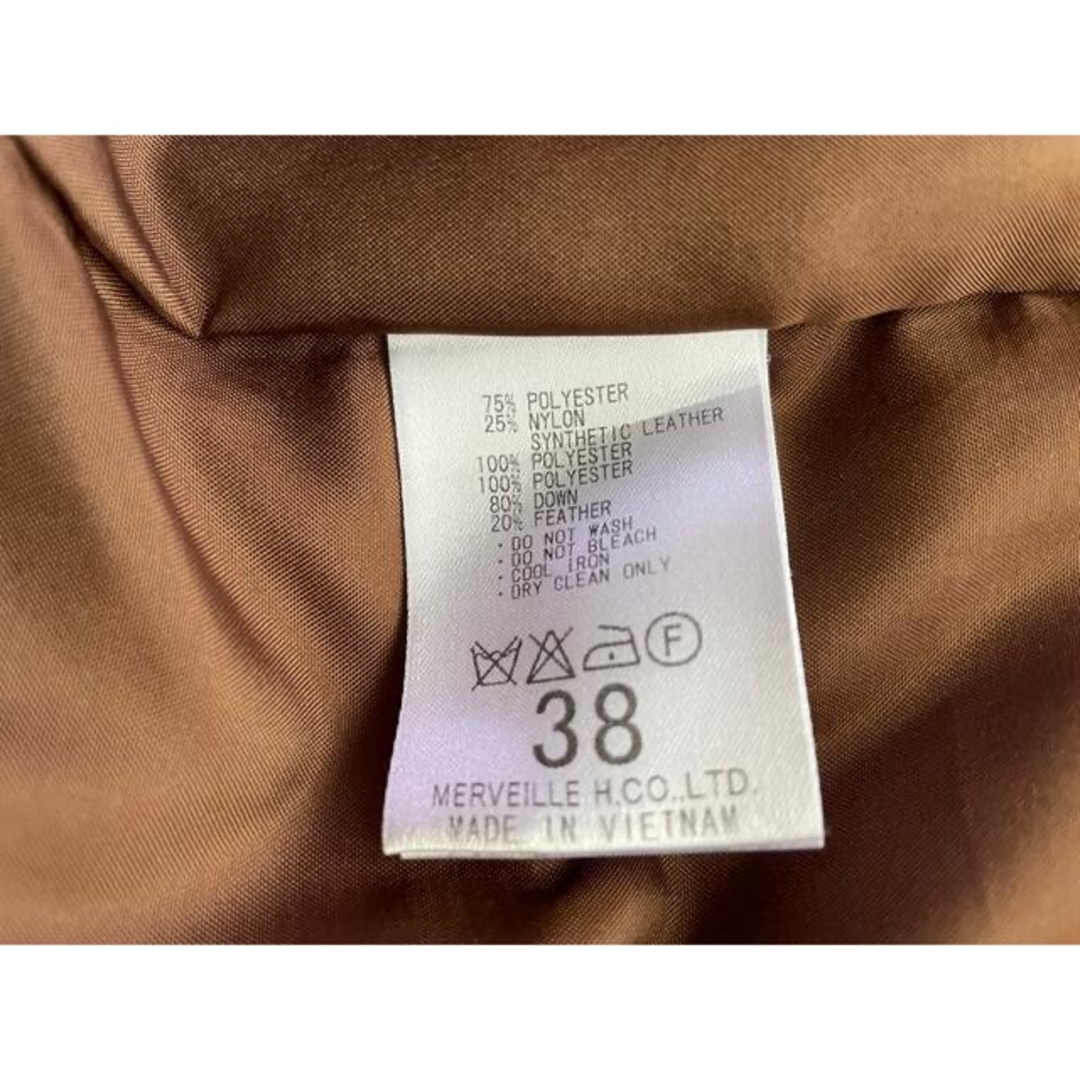 75% POLYESTER
25% NYLON
SYNTHETIC LEATHER
100% POLYESTER
100% POLYESTER
80% DOWN
20% FEATHER
・DO NOT WASH
・DO NOT BLEACH
・COOL IRON
・DRY CLEAN ONLY
F
38
MERVEILLE H.CO.,LTD.
MADE IN VIETNAM